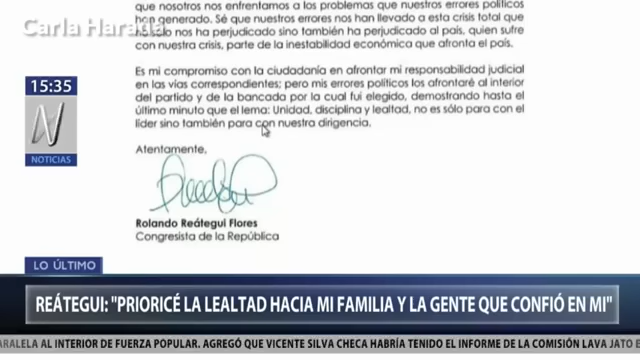 que nosotros nos enfrentamos a los problemas que nuestros errores políticos
han generado. Sé que nuestros errores nos han llevado a esta crisis total que
no sólo nos ha perjudicado sino también ha perjudicado al país, quien sufre
con nuestra crisis, parte de la inestabilidad económica que afronta el país.
Carla Harada
Es mi compromiso con la ciudadanía en afrontar mi responsabilidad judicial
en las vías correspondientes; pero mis errores políticos los afrontaré al interior
del partido y de la bancada por la cual fui elegido, demostrando hasta el
último minuto que el lema: Unidad, disciplina y lealtad, no es sólo para con el
líder sino también para con nuestra dirigencia.
15:35
N
NOTICIAS
Atentamente,
Rolando Reátegui Flores
Congresista de la República
LO ÚLTIMO
REÁTEGUI: "PRIORICÉ LA LEALTAD HACIA MI FAMILIA Y LA GENTE QUE CONFIÓ EN MI"
ARALELA AL INTERIOR DE FUERZA POPULAR. AGREGÓ QUE VICENTE SILVA CHECA HABRÍA TENIDO EL INFORME DE LA COMISIÓN LAVA JATO E